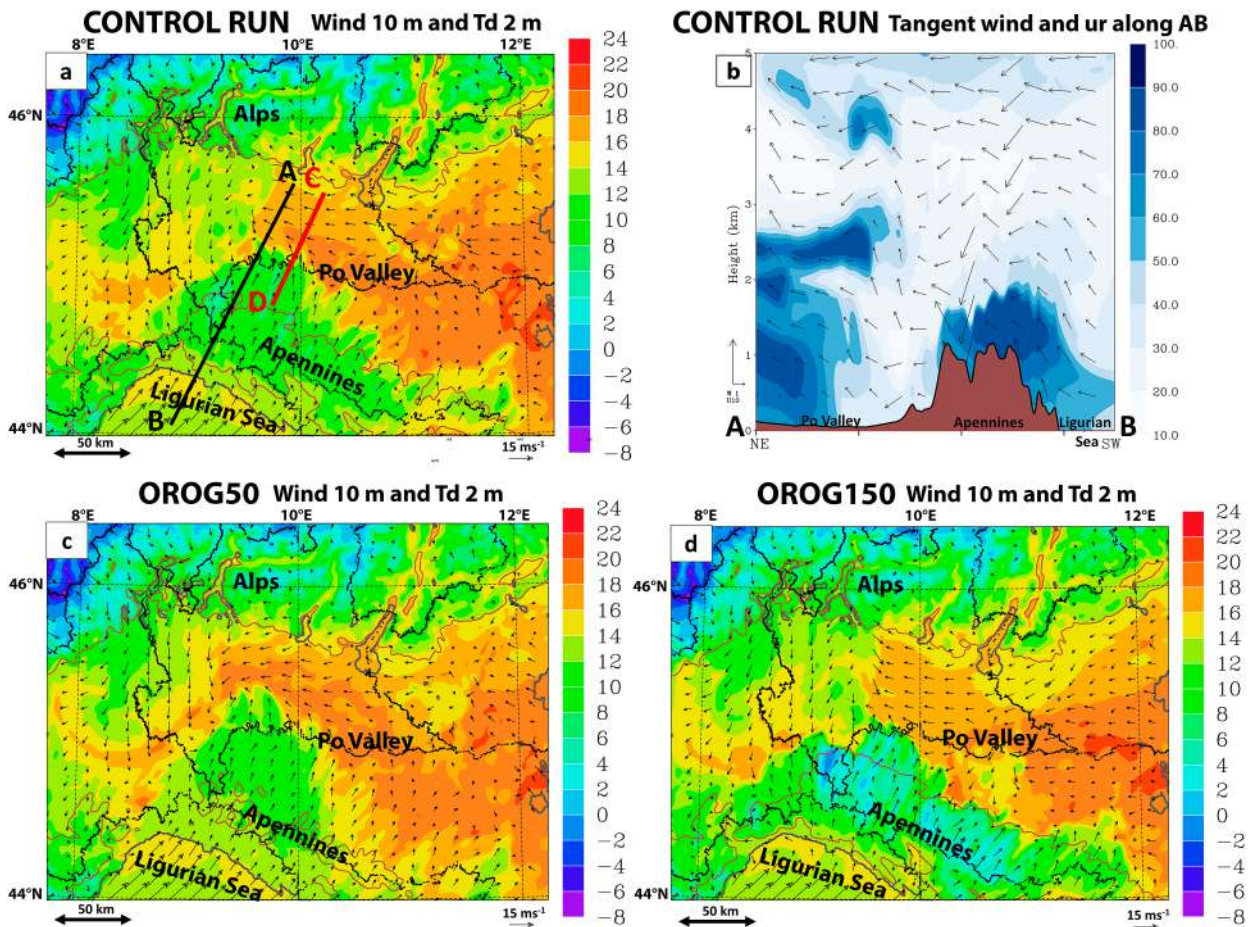 CONTROL RUN Wind 10 m and Td 2 m
8°E 10°E 12°E
a
46°N
44°N
Alps
A C
Po Valley
D
Apennines
Ligurian Sea
B
50 km
15 ms-1
24
22
20
18
16
14
12
10
8
6
4
2
0
−2
−4
−6
−8
CONTROL RUN Tangent wind and ur along AB
b
5
4
3
2
1
0
Height (km)
A Po Valley Apennines Ligurian B
NE Sea SW
100.
90.0
80.0
70.0
60.0
50.0
40.0
30.0
20.0
10.0
OROG50 Wind 10 m and Td 2 m
8°E 10°E 12°E
c
46°N
44°N
Alps
Po Valley
Apennines
Ligurian Sea
50 km
15 ms-1
24
22
20
18
16
14
12
10
8
6
4
2
0
−2
−4
−6
−8
OROG150 Wind 10 m and Td 2 m
8°E 10°E 12°E
d
46°N
44°N
Alps
Po Valley
Apennines
Ligurian Sea
50 km
15 ms-1
24
22
20
18
16
14
12
10
8
6
4
2
0
−2
−4
−6
−8